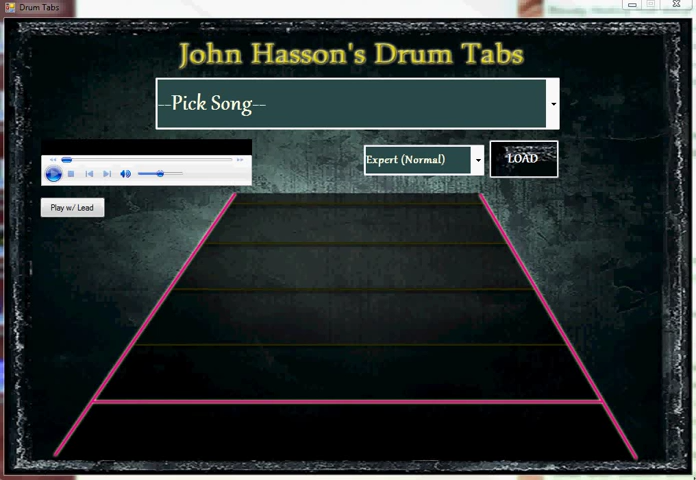 Drum Tabs
John Hasson's Drum Tabs
--Pick Song--
Expert (Normal)
LOAD
Play w/ Lead